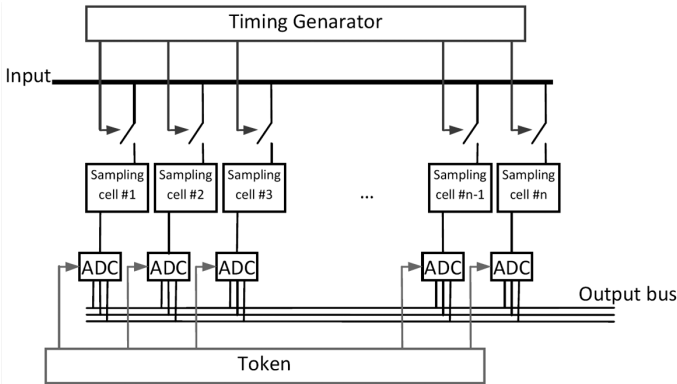 Timing Genarator
Input
Sampling cell #1
Sampling cell #2
Sampling cell #3
...
Sampling cell #n-1
Sampling cell #n
ADC
ADC
ADC
ADC
ADC
Output bus
Token